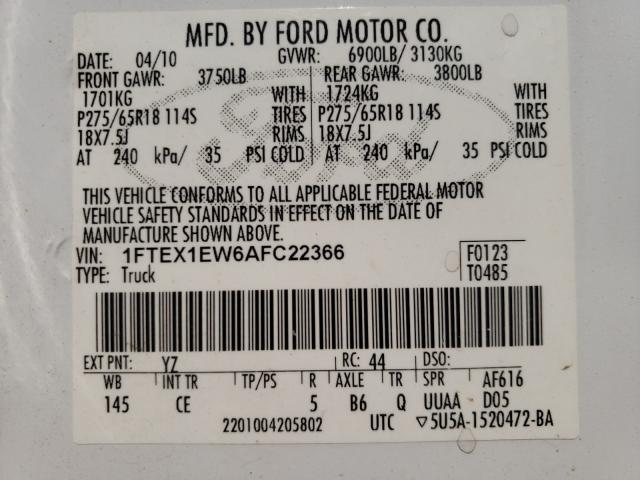 MFD. BY FORD MOTOR CO.
DATE: 04/10 GVWR: 6900LB/ 3130KG
FRONT GAWR: 3750LB REAR GAWR: 3800LB
1701KG WITH 1724KG WITH
P275/65R18 114S TIRES P275/65R18 114S TIRES
18X7.5J RIMS 18X7.5J RIMS
AT 240 kPa/ 35 PSI COLD AT 240 kPa/ 35 PSI COLD
THIS VEHICLE CONFORMS TO ALL APPLICABLE FEDERAL MOTOR
VEHICLE SAFETY STANDARDS IN EFFECT ON THE DATE OF
MANUFACTURE SHOWN ABOVE.
VIN: 1FTEX1EW6AFC22366 F0123
TYPE: Truck T0485
EXT PNT: YZ RC: 44 DSO:
WB INT TR TP/PS R AXLE TR SPR AF616
145 CE 5 B6 Q UUAA D05
2201004205802 UTC ▽5U5A-1520472-BA